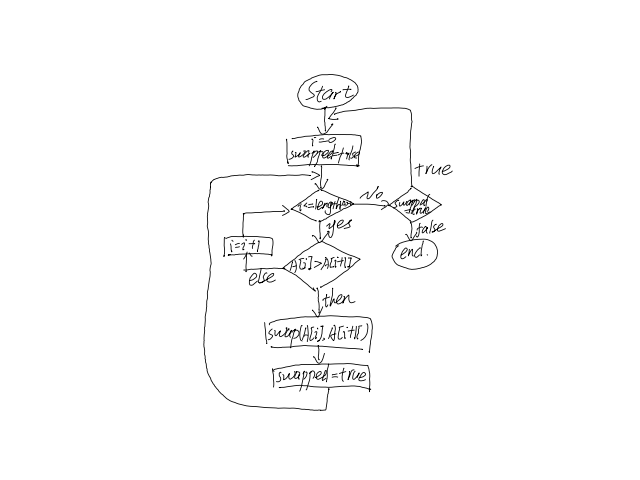 Start
i=0
swapped=false
i<=length
No
swapped
=true
true
false
end.
yes
A[i]>A[i+1]
i=i+1
else
then
swap(A[i],A[i+1])
swapped=true